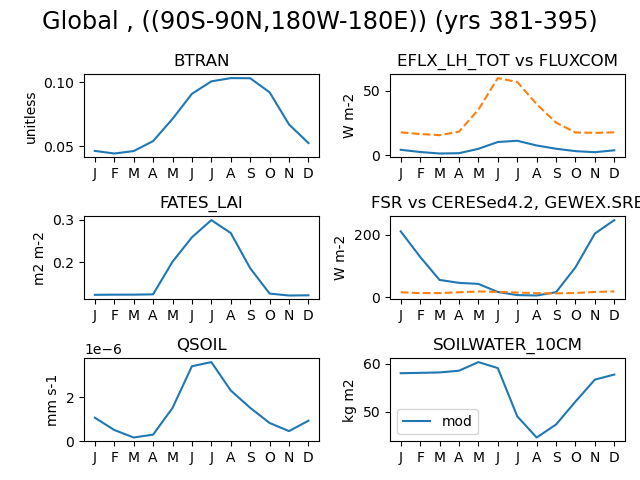 Global , ((90S-90N,180W-180E)) (yrs 381-395)
BTRAN
unitless
0.10
0.05
J F M A M J J A S O N D
EFLX_LH_TOT vs FLUXCOM
W m-2
50
0
J F M A M J J A S O N D
FATES_LAI
m2 m-2
0.3
0.2
J F M A M J J A S O N D
FSR vs CERESed4.2, GEWEX.SRB
W m-2
200
0
J F M A M J J A S O N D
QSOIL
1e−6
mm s-1
2
0
J F M A M J J A S O N D
SOILWATER_10CM
kg m2
60
50
mod
J F M A M J J A S O N D